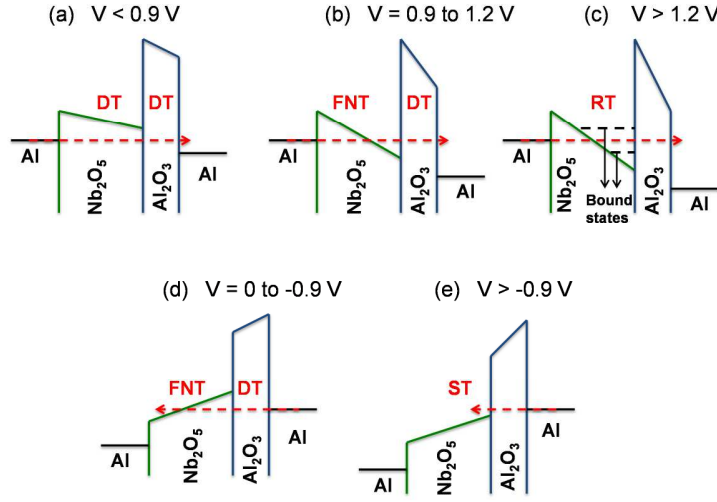 (a) V < 0.9 V
(b) V = 0.9 to 1.2 V
(c) V > 1.2 V
DT DT
FNT DT
RT
Al
Nb₂O₅
Al₂O₃
Al
Al
Nb₂O₅
Al₂O₃
Al
Al
Nb₂O₅
Bound
states
Al₂O₃
Al
(d) V = 0 to -0.9 V
(e) V > -0.9 V
FNT DT
ST
Al
Nb₂O₅
Al₂O₃
Al
Al
Nb₂O₅
Al₂O₃
Al